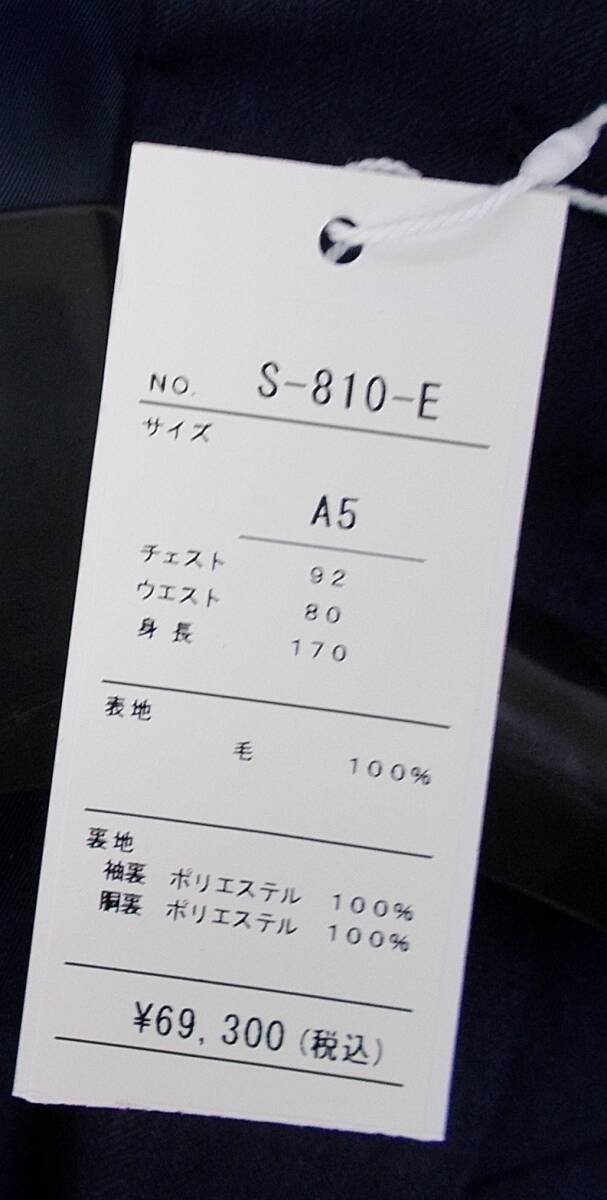 NO. S-810-E
サイズ
A5
チェスト 92
ウエスト 80
身長 170
表地
毛 100%
裏地
袖裏 ポリエステル 100%
胴裏 ポリエステル 100%
¥69,300(税込)